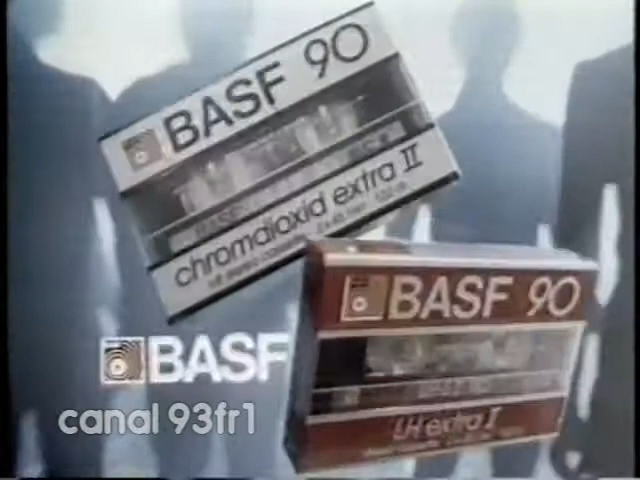 BASF 90
chromdioxid extra II
BASF 90
LH extra I
BASF
canal 93fr1